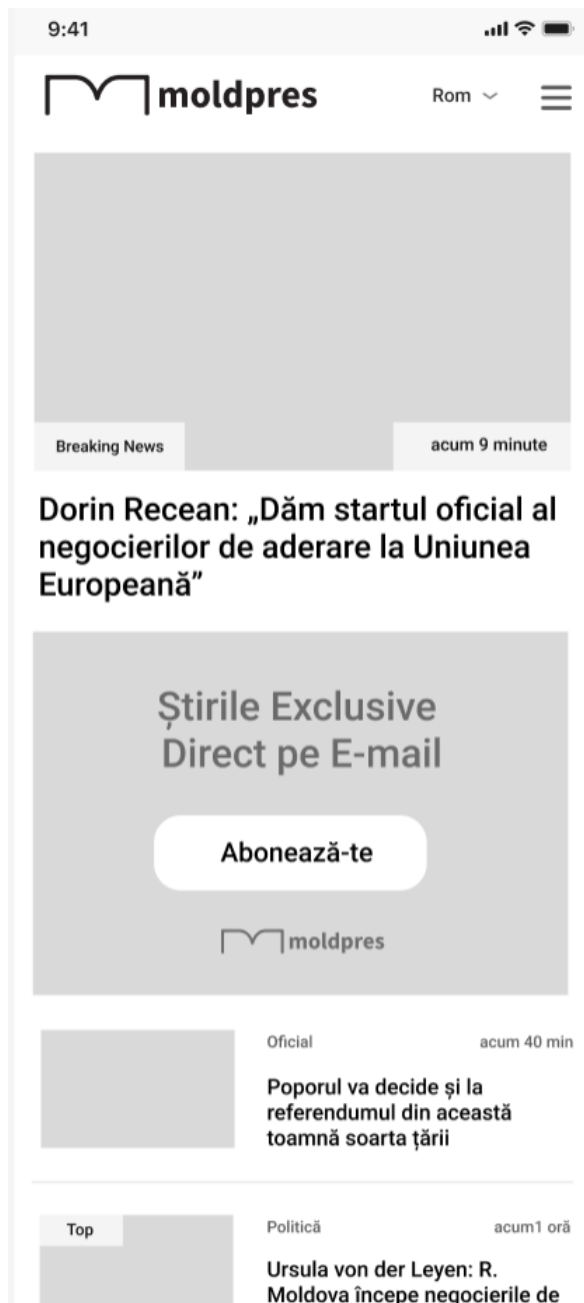 9:41
moldpres
Rom
Breaking News
acum 9 minute
Dorin Recean: „Dăm startul oficial al
negocierilor de aderare la Uniunea
Europeană”
Știrile Exclusive
Direct pe E-mail
Abonează-te
moldpres
Oficial
acum 40 min
Poporul va decide și la
referendumul din această
toamnă soarta țării
Top
Politică
acum1 oră
Ursula von der Leyen: R.
Moldova începe negocierile de